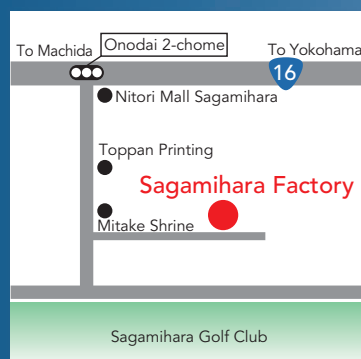 To Machida
Onodai 2-chome
To Yokohama
16
Nitori Mall Sagamihara
Toppan Printing
Sagamihara Factory
Mitake Shrine
Sagamihara Golf Club